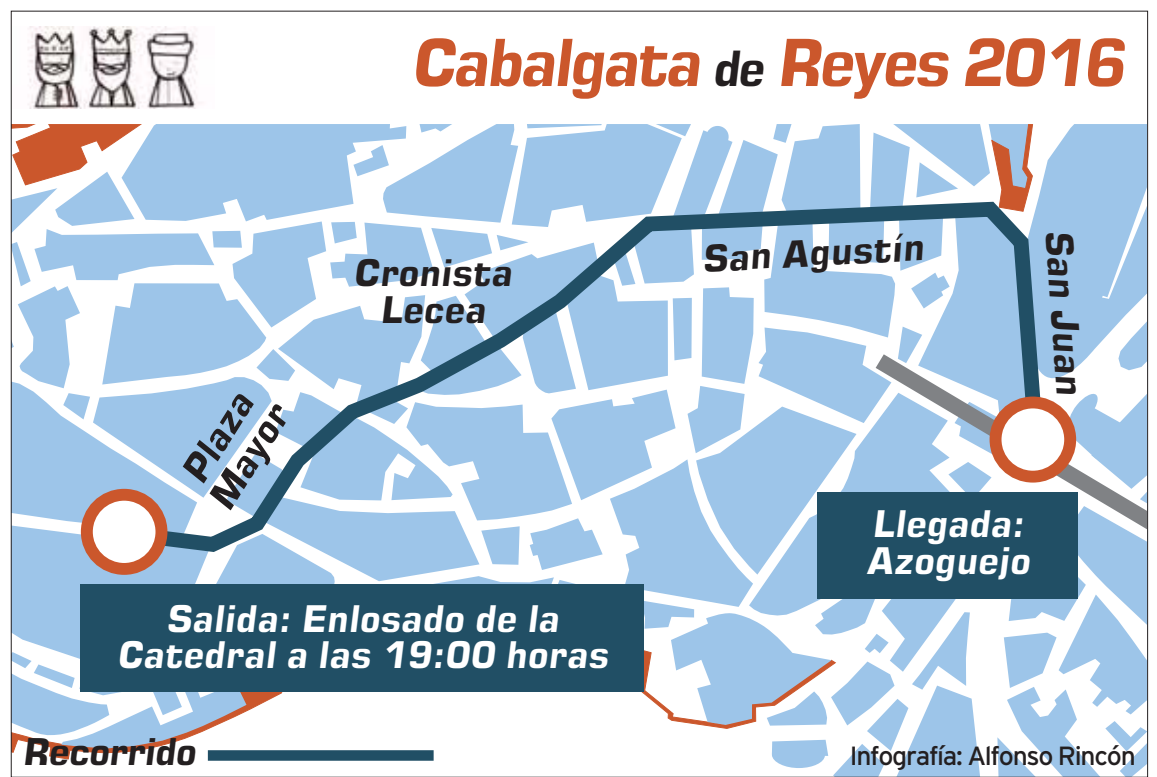 Cabalgata de Reyes 2016
Cronista
Lecea
San Agustín
San Juan
Plaza
Mayor
Llegada:
Azoguejo
Salida: Enlosado de la
Catedral a las 19:00 horas
Recorrido
Infografía: Alfonso Rincón